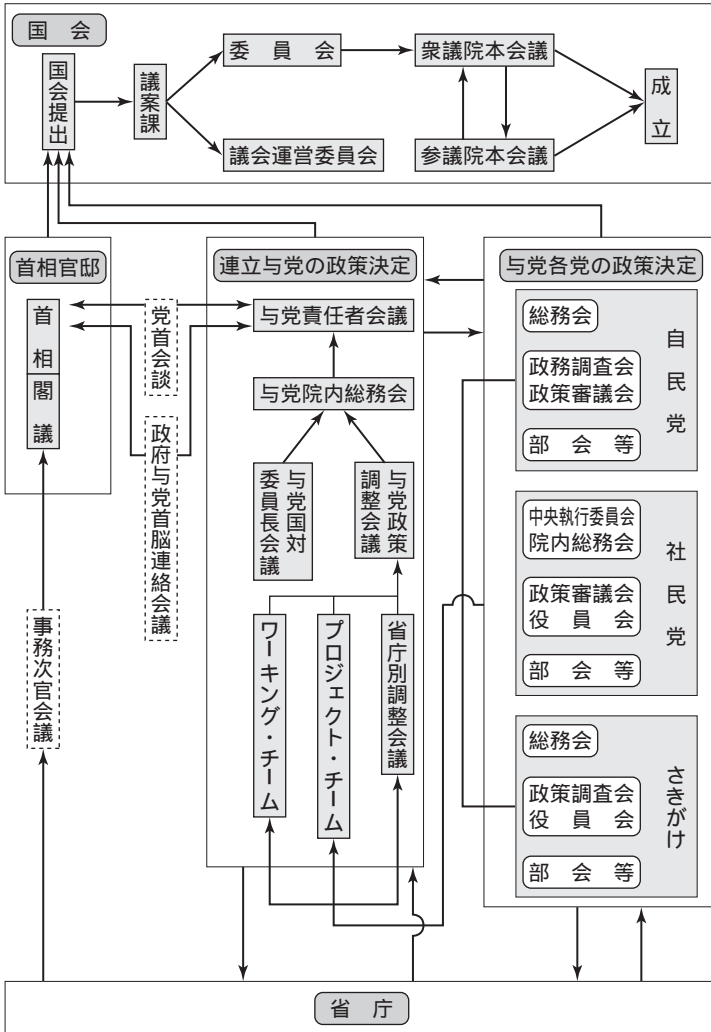 国会
国会提出
議案課
委員会
議会運営委員会
衆議院本会議
参議院本会議
成立
首相官邸
首相
閣議
党首会談
政府与党首脳連絡会議
事務次官会議
連立与党の政策決定
与党責任者会議
与党院内総務会
与党国対
委員長会議
与党政策
調整会議
ワーキング・チーム
プロジェクト・チーム
省庁別調整会議
与党各党の政策決定
総務会
政務調査会
政策審議会
部会等
自民党
中央執行委員会
院内総務会
政策審議会
役員会
部会等
社民党
総務会
政策調査会
役員会
部会等
さきがけ
省庁